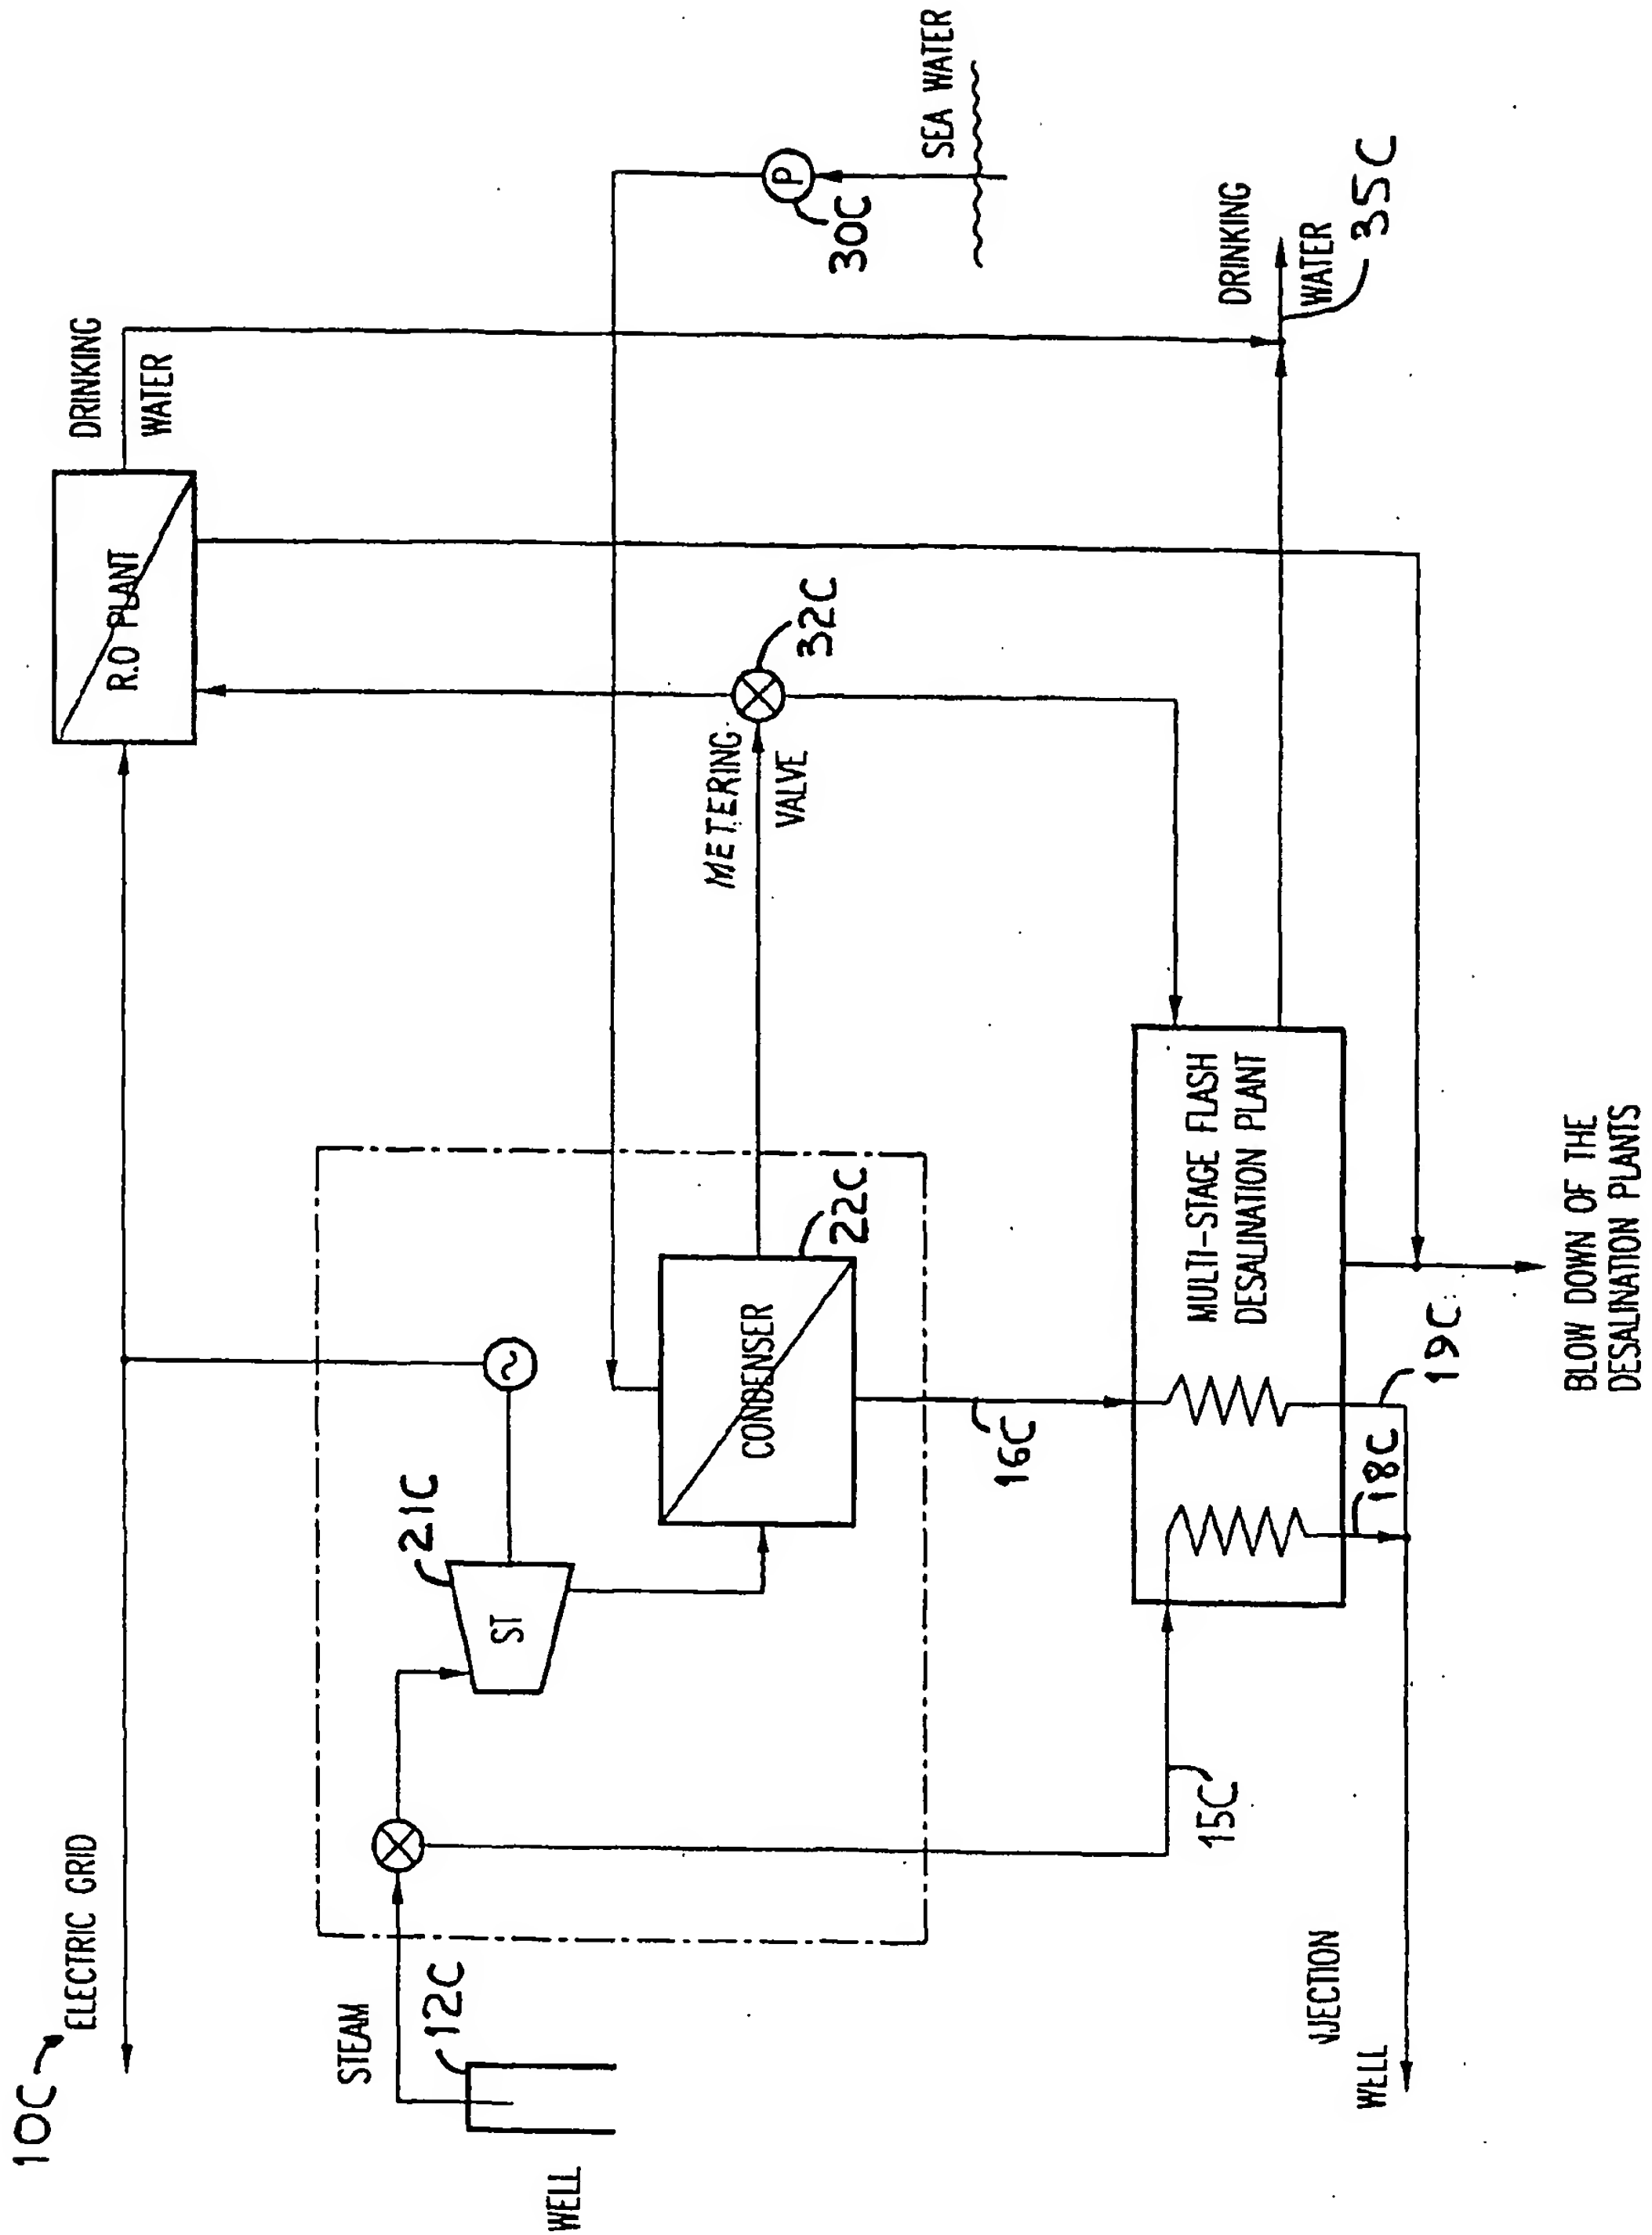 10C
ELECTRIC GRID
R.O PLANT
DRINKING
WATER
STEAM
12C
WELL
21C
ST
~
CONDENSER
22C
METERING
VALVE
32C
P
30C
SEA WATER
15C
16C
MULTI-STAGE FLASH
DESALINATION PLANT
DRINKING
WATER
35C
18C
19C
NJECTION
WELL
BLOW DOWN OF THE
DESALINATION PLANTS